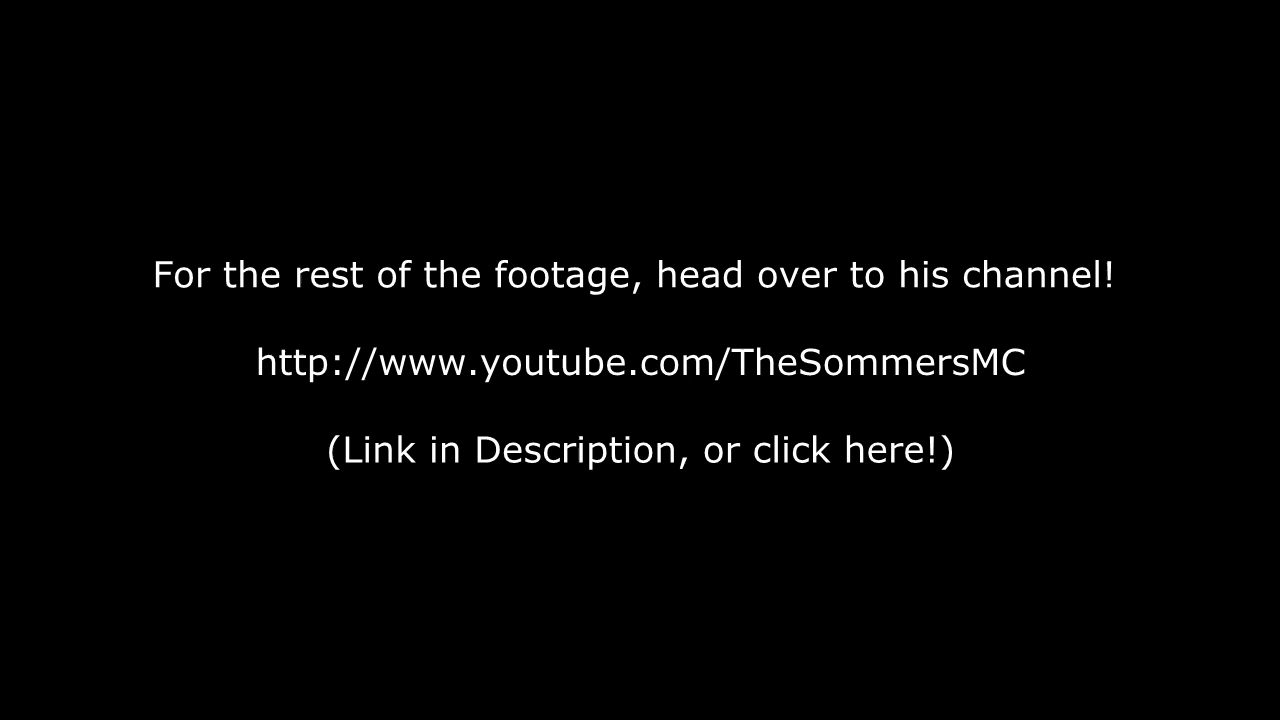 For the rest of the footage, head over to his channel!
http://www.youtube.com/TheSommersMC
(Link in Description, or click here!)